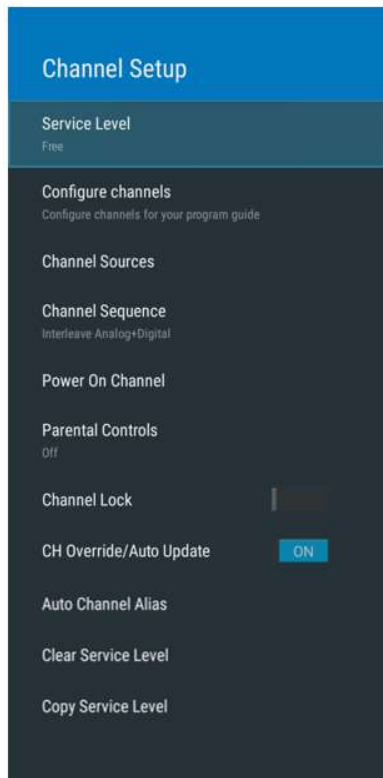 Channel Setup
Service Level
Free
Configure channels
Configure channels for your program guide
Channel Sources
Channel Sequence
Interleave Analog+Digital
Power On Channel
Parental Controls
Off
Channel Lock
CH Override/Auto Update ON
Auto Channel Alias
Clear Service Level
Copy Service Level